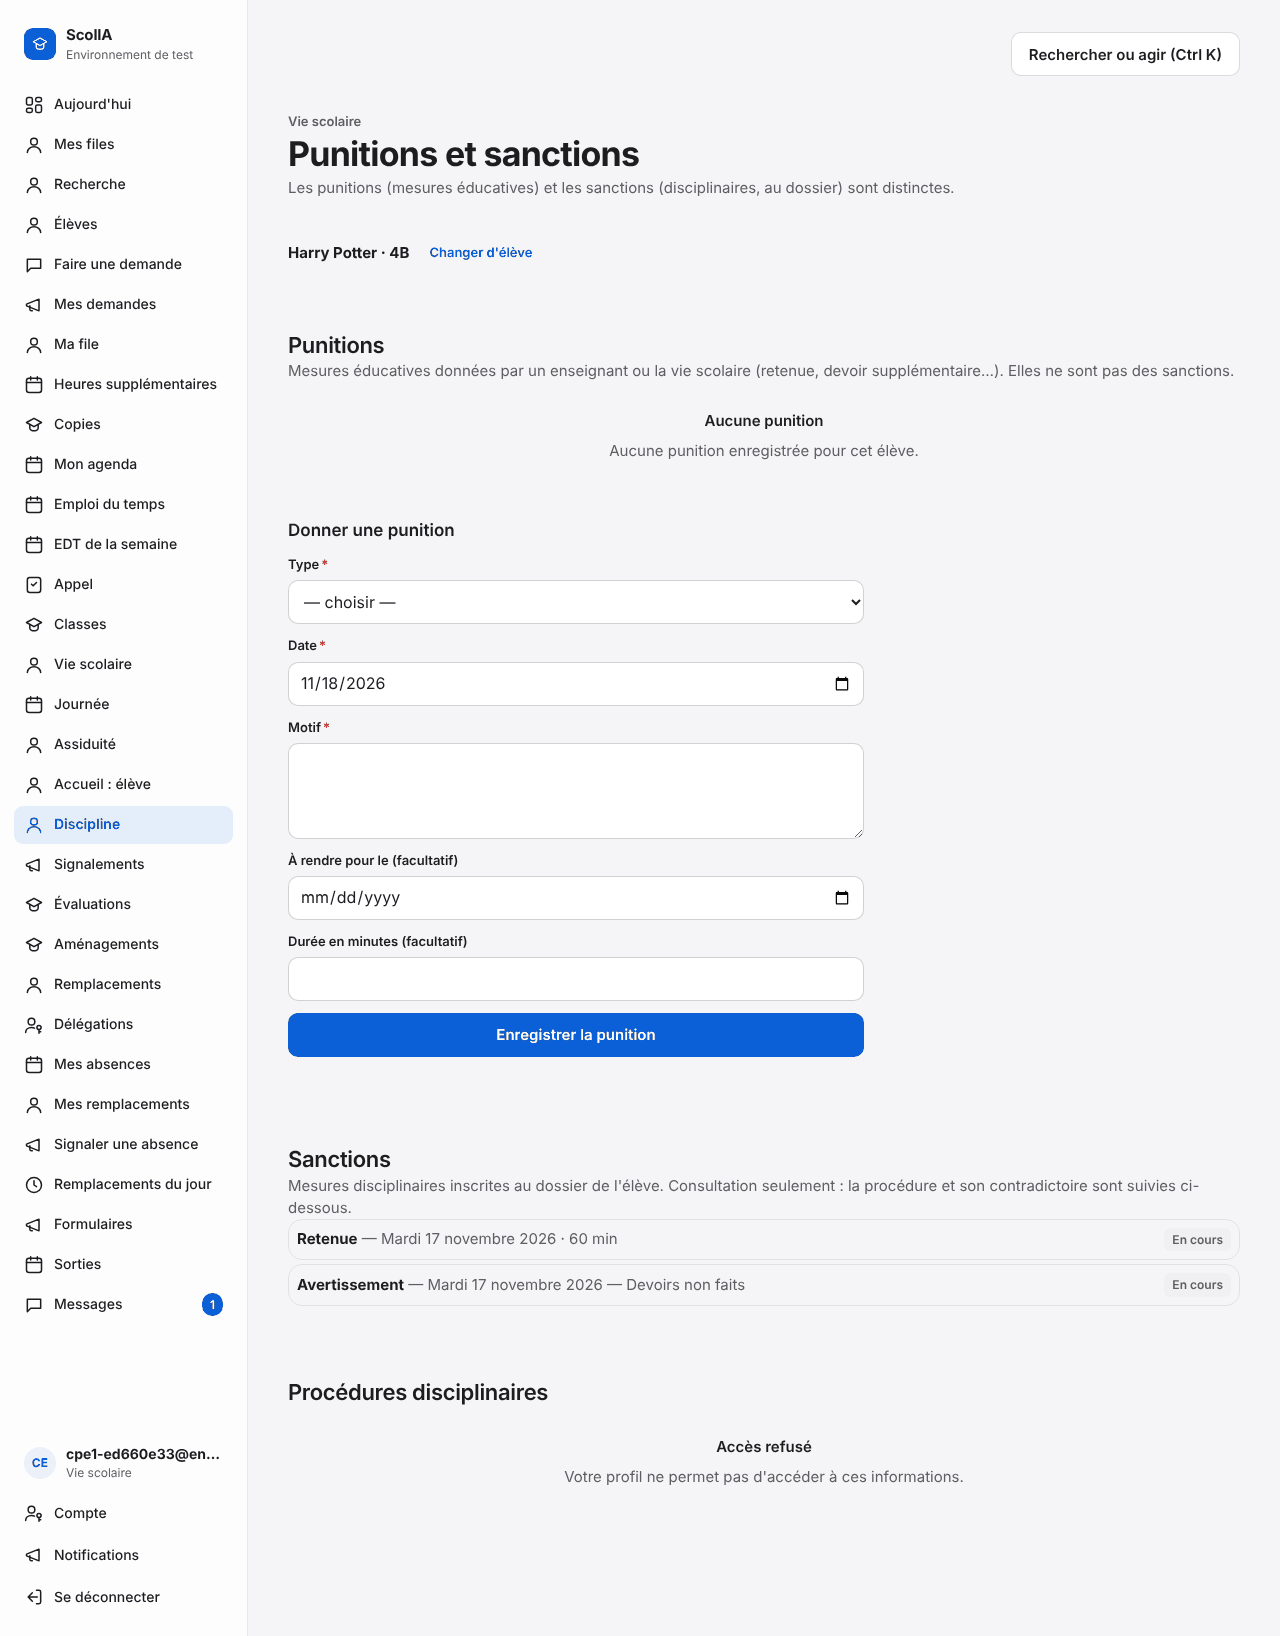 ScolIA
Environnement de test
Aujourd'hui
Mes files
Recherche
Élèves
Faire une demande
Mes demandes
Ma file
Heures supplémentaires
Copies
Mon agenda
Emploi du temps
EDT de la semaine
Appel
Classes
Vie scolaire
Journée
Assiduité
Accueil : élève
Discipline
Signalements
Évaluations
Aménagements
Remplacements
Délégations
Mes absences
Mes remplacements
Signaler une absence
Remplacements du jour
Formulaires
Sorties
Messages 1
CE
cpe1-ed660e33@en...
Vie scolaire
Compte
Notifications
Se déconnecter
Rechercher ou agir (Ctrl K)
Vie scolaire
Punitions et sanctions
Les punitions (mesures éducatives) et les sanctions (disciplinaires, au dossier) sont distinctes.
Harry Potter · 4B Changer d'élève
Punitions
Mesures éducatives données par un enseignant ou la vie scolaire (retenue, devoir supplémentaire...). Elles ne sont pas des sanctions.
Aucune punition
Aucune punition enregistrée pour cet élève.
Donner une punition
Type *
— choisir —
Date *
11/18/2026
Motif *
À rendre pour le (facultatif)
mm/dd/yyyy
Durée en minutes (facultatif)
Enregistrer la punition
Sanctions
Mesures disciplinaires inscrites au dossier de l'élève. Consultation seulement : la procédure et son contradictoire sont suivies ci-
dessous.
Retenue — Mardi 17 novembre 2026 · 60 min En cours
Avertissement — Mardi 17 novembre 2026 — Devoirs non faits En cours
Procédures disciplinaires
Accès refusé
Votre profil ne permet pas d'accéder à ces informations.